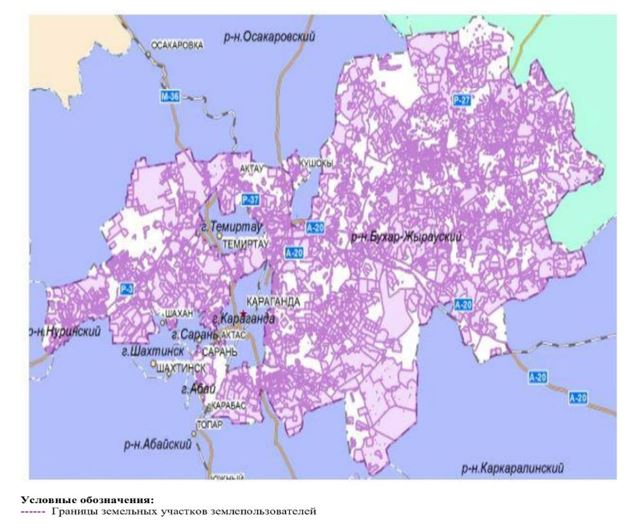 р-н.Осакаровский
ОСАКАРОВКА
М-36
Р-27
АКТАУ
КУШОКЫ
Р-37
г.Темиртау
А-20
ТЕМИРТАУ
р-н.Бухар-Жырауский
А-20
Р-3
КАРАГАНДА
А-20
ШАХАН
г.Караганда
р-н.Нуринский
г.Сарань
АКТАС
г.Шахтинск
САРАНЬ
ШАХТИНСК
А-20
г.Абай
А-20
КАРАБАС
ТОПАР
р-н.Абайский
р-н.Каркаралинский
Условные обозначения:
------ Границы земельных участков землепользователей